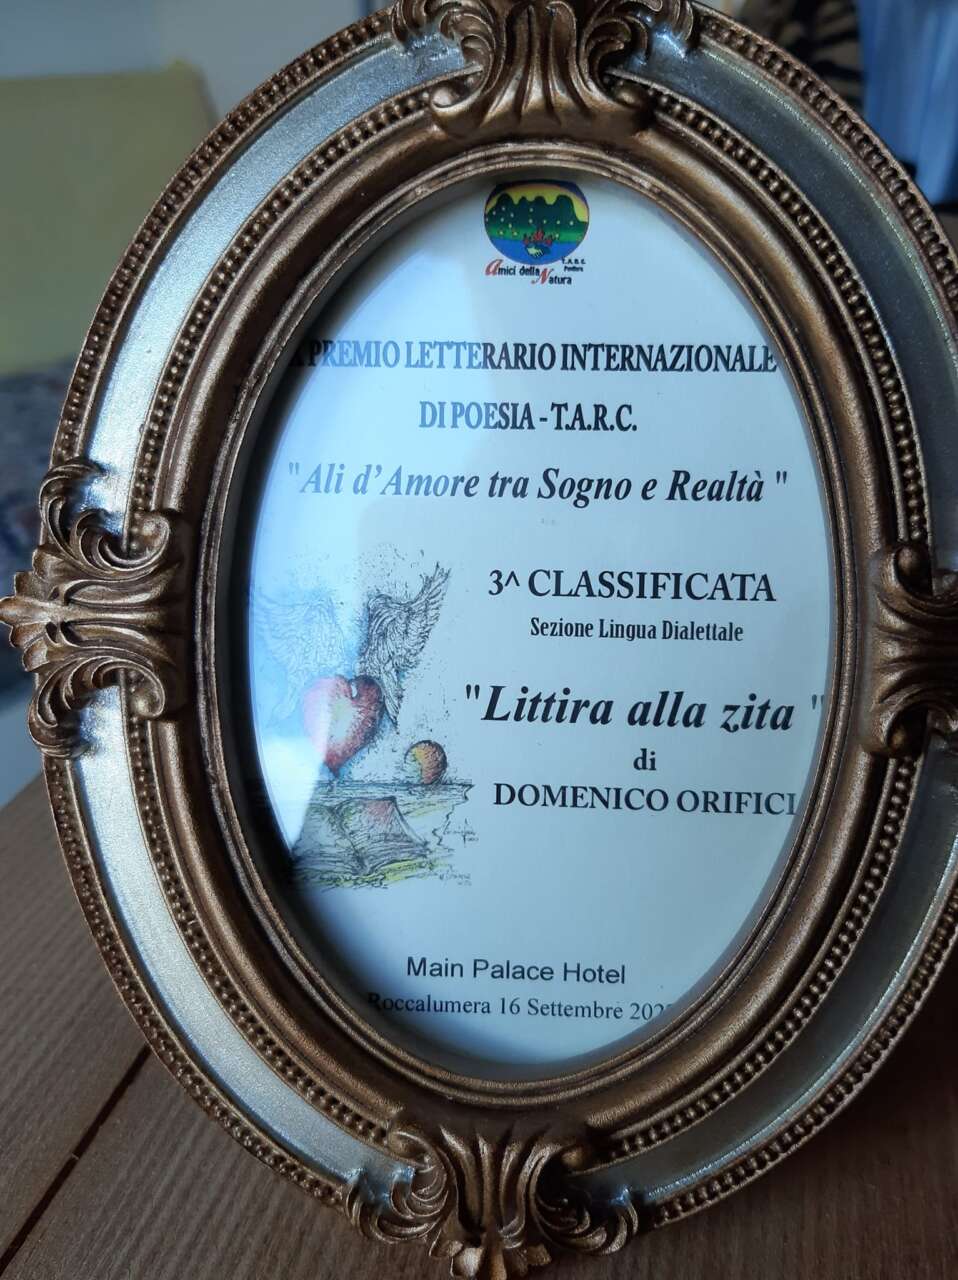 T.A.R.C.
Amici della Natura
PREMIO LETTERARIO INTERNAZIONALE
DI POESIA - T.A.R.C.
"Ali d'Amore tra Sogno e Realtà "
3^ CLASSIFICATA
Sezione Lingua Dialettale
"Littira alla zita "
di
DOMENICO ORIFICI
Main Palace Hotel
Roccalumera 16 Settembre